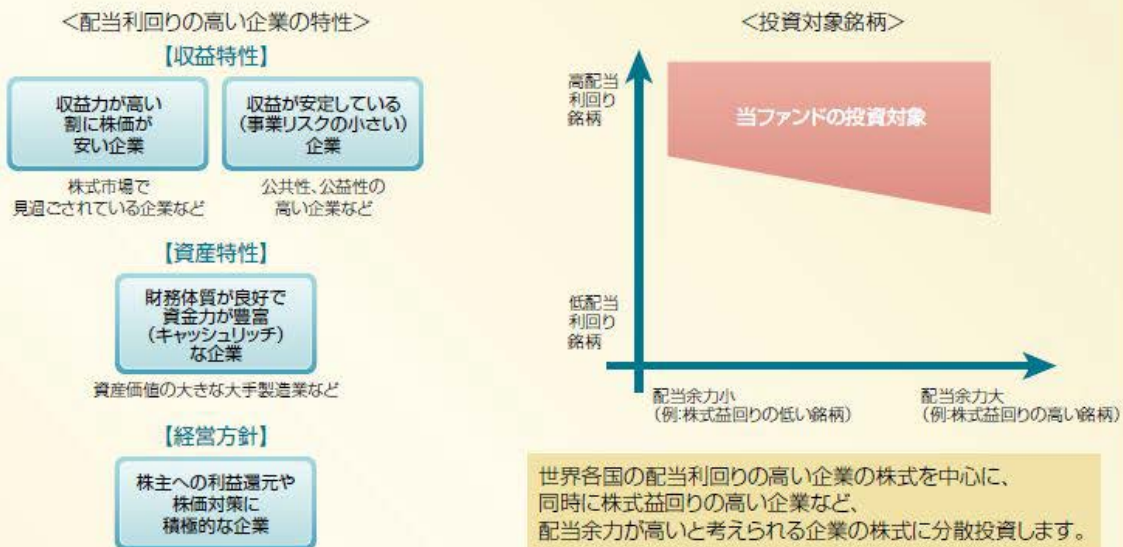 <配当利回りの高い企業の特性>
【収益特性】
収益力が高い
割に株価が
安い企業
株式市場で
見過ごされている企業など
収益が安定している
(事業リスクの小さい)
企業
公共性、公益性の
高い企業など
【資産特性】
財務体質が良好で
資金力が豊富
(キャッシュリッチ)
な企業
資産価値の大きな大手製造業など
【経営方針】
株主への利益還元や
株価対策に
積極的な企業
<投資対象銘柄>
高配当
利回り
銘柄
当ファンドの投資対象
低配当
利回り
銘柄
配当余力小
(例:株式益回りの低い銘柄)
配当余力大
(例:株式益回りの高い銘柄)
世界各国の配当利回りの高い企業の株式を中心に、
同時に株式益回りの高い企業など、
配当余力が高いと考えられる企業の株式に分散投資します。